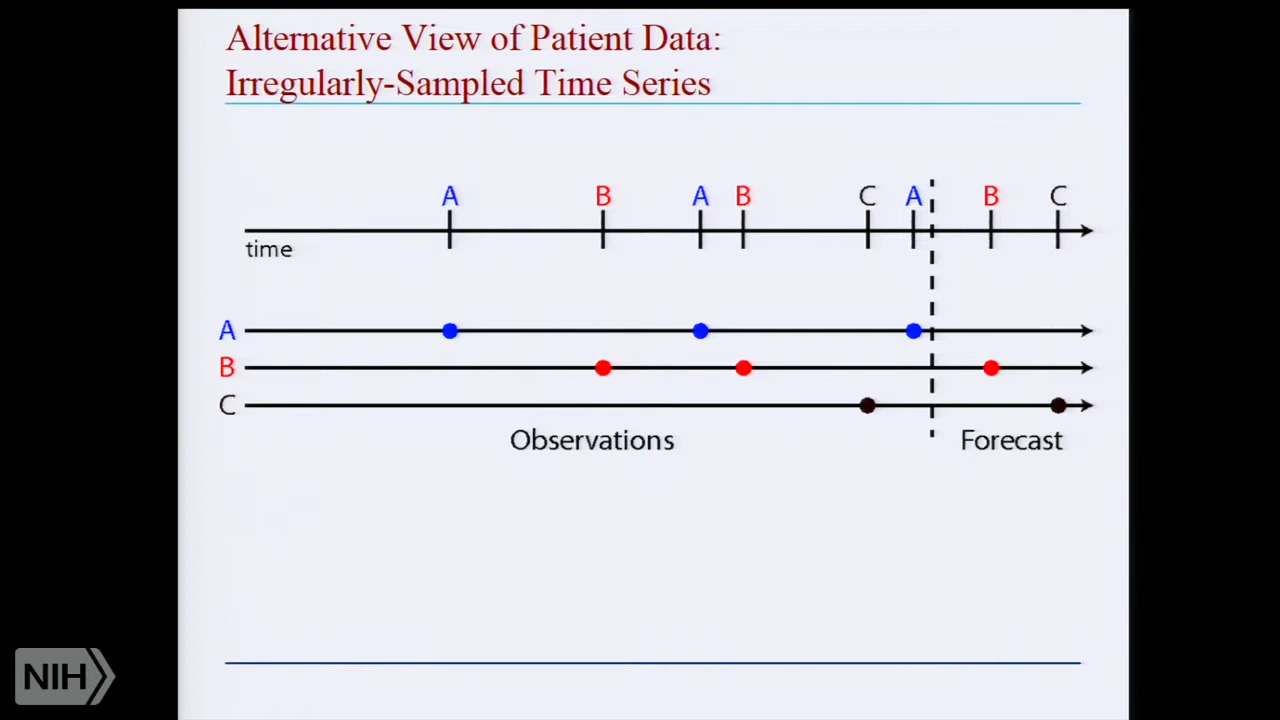 Alternative View of Patient Data:
Irregularly-Sampled Time Series
A B A B C A B C
time
A
B
C
Observations Forecast
NIH